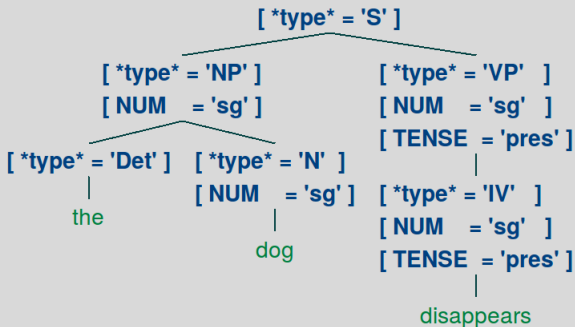 [ *type* = 'S' ]
[ *type* = 'NP' ]
[ NUM = 'sg' ]
[ *type* = 'VP' ]
[ NUM = 'sg' ]
[ TENSE = 'pres' ]
[ *type* = 'Det' ]
the
[ *type* = 'N' ]
[ NUM = 'sg' ]
dog
[ *type* = 'IV' ]
[ NUM = 'sg' ]
[ TENSE = 'pres' ]
disappears